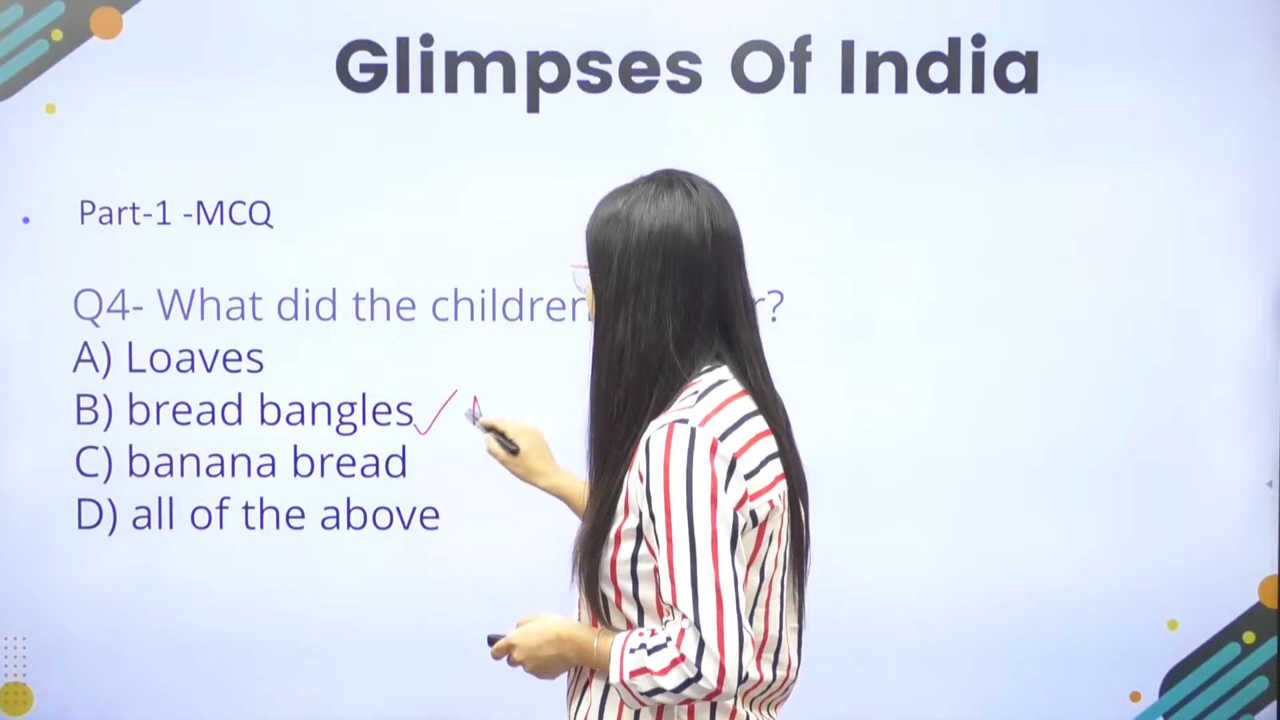 Glimpses Of India
Part-1 -MCQ
Q4- What did the children r?
A) Loaves
B) bread bangles
C) banana bread
D) all of the above